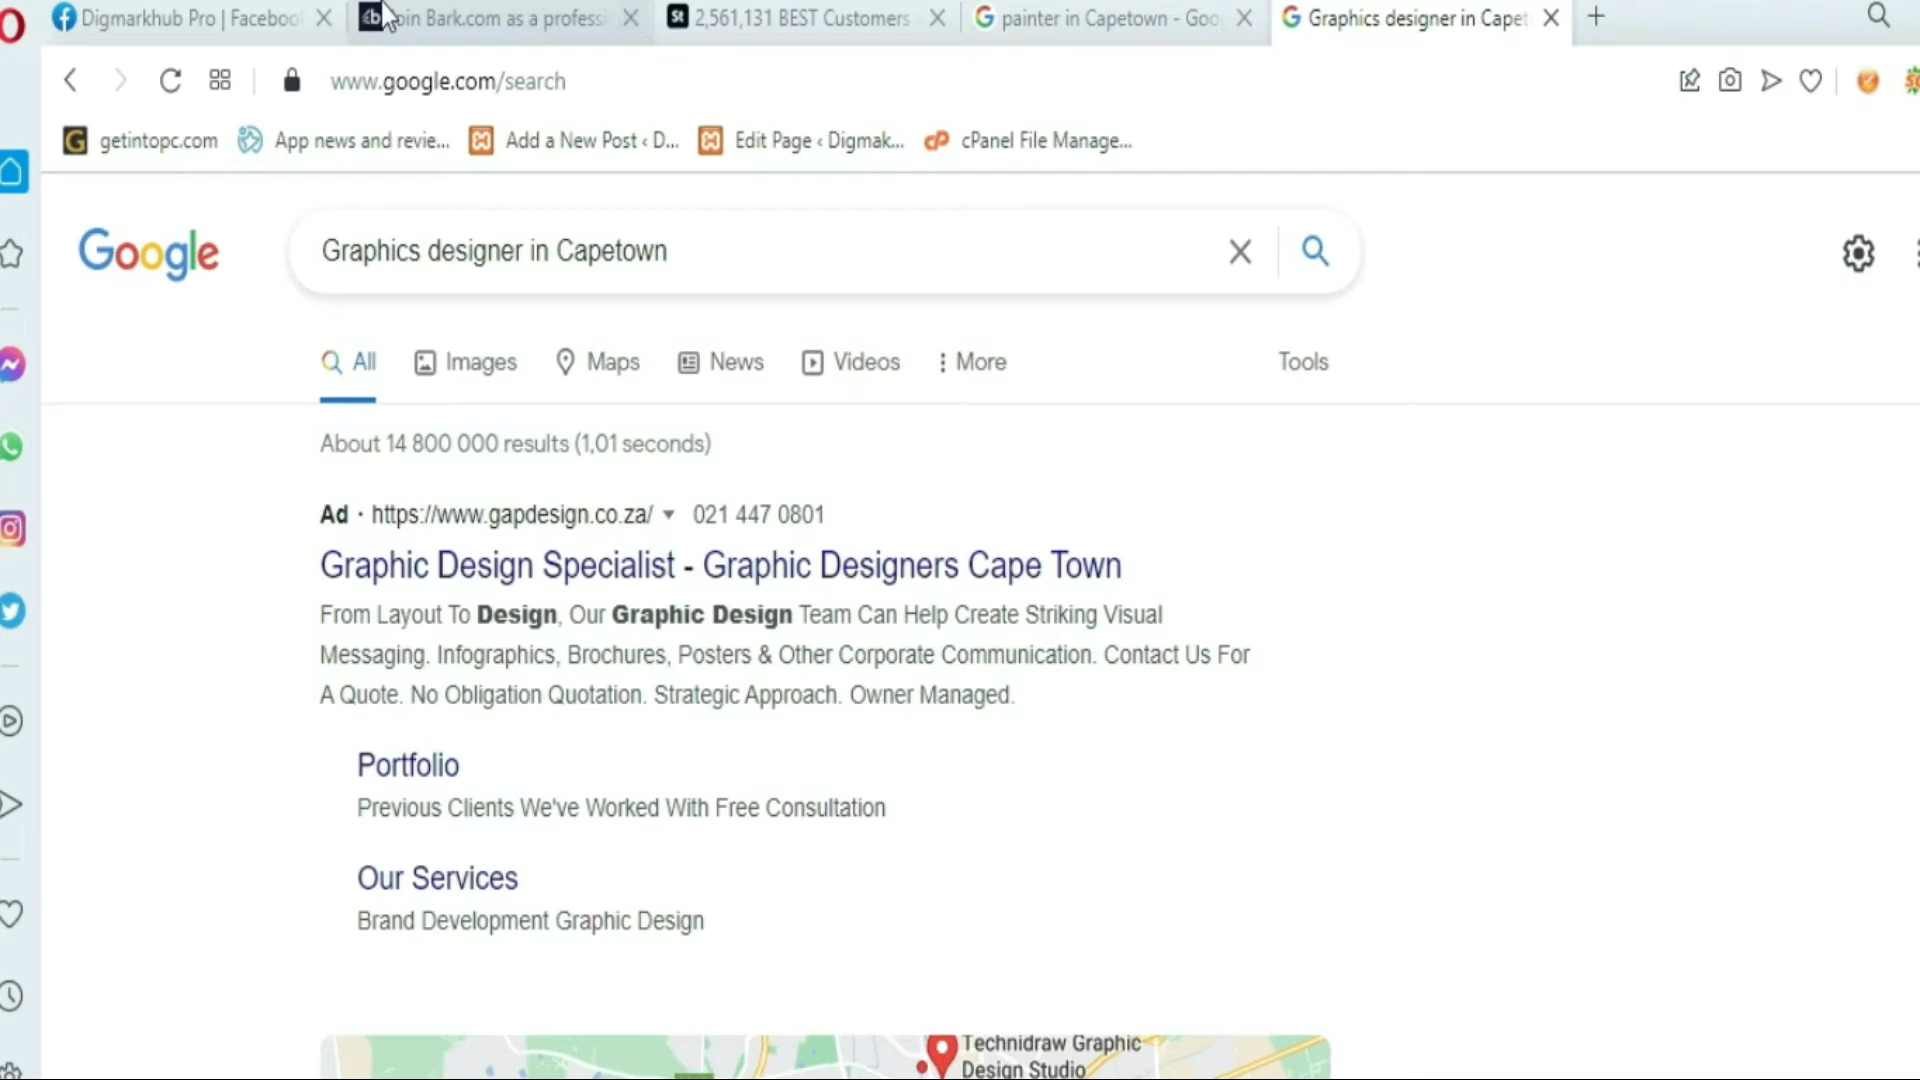 Digmarkhub Pro | Facebook
oin Bark.com as a professi
St 2,561,131 BEST Customers
painter in Capetown - Goo
Graphics designer in Capet
www.google.com/search
getintopc.com
App news and revie...
Add a New Post ‹ D...
Edit Page ‹ Digmak...
cP cPanel File Manage...
Google
Graphics designer in Capetown
All
Images
Maps
News
Videos
More
Tools
About 14 800 000 results (1,01 seconds)
Ad · https://www.gapdesign.co.za/ 021 447 0801
Graphic Design Specialist - Graphic Designers Cape Town
From Layout To Design, Our Graphic Design Team Can Help Create Striking Visual
Messaging. Infographics, Brochures, Posters & Other Corporate Communication. Contact Us For
A Quote. No Obligation Quotation. Strategic Approach. Owner Managed.
Portfolio
Previous Clients We've Worked With Free Consultation
Our Services
Brand Development Graphic Design
Technidraw Graphic
Design Studio